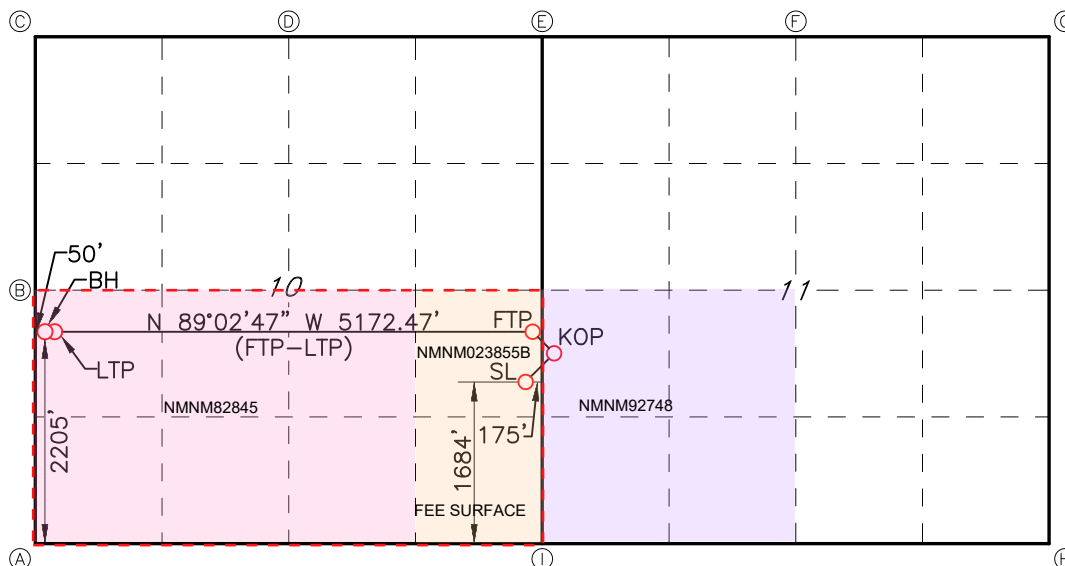 C D E F G
50'
BH
B 10 11
N 89°02'47" W 5172.47' FTP
(FTP-LTP) KOP
NMNM023855B
LTP SL
NMNM82845 NMNM92748
2205' 1684' 175'
FEE SURFACE
A I H